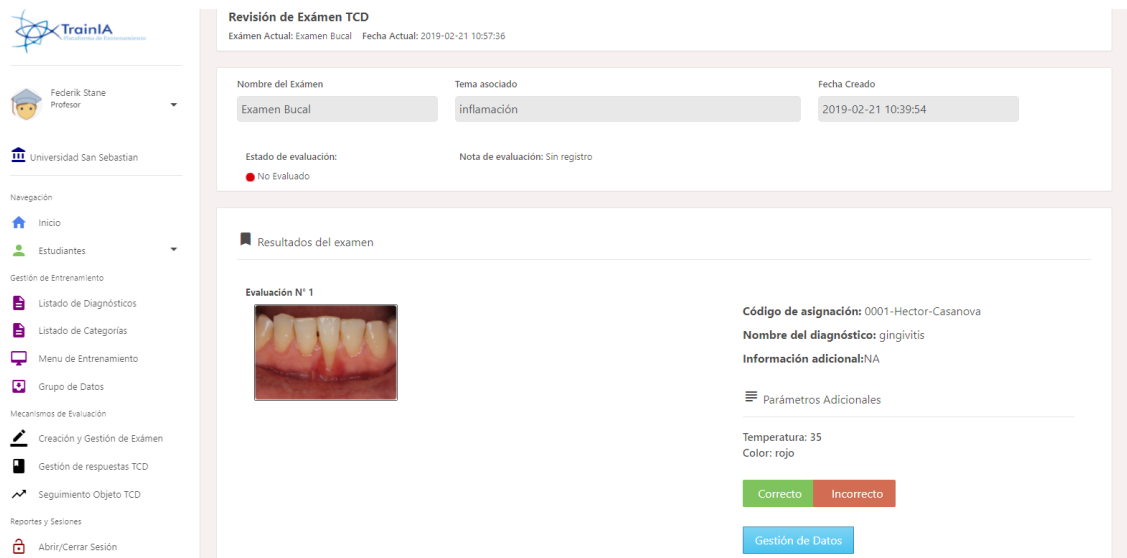 TrainIA
Plataforma de Entrenamiento
Federik Stane
Profesor
Universidad San Sebastian
Navegación
Inicio
Estudiantes
Gestión de Entrenamiento
Listado de Diagnósticos
Listado de Categorías
Menu de Entrenamiento
Grupo de Datos
Mecanismos de Evaluación
Creación y Gestión de Exámen
Gestión de respuestas TCD
Seguimiento Objeto TCD
Reportes y Sesiones
Abrir/Cerrar Sesión
Revisión de Exámen TCD
Exámen Actual: Examen Bucal Fecha Actual: 2019-02-21 10:57:36
Nombre del Exámen Tema asociado Fecha Creado
Examen Bucal inflamación 2019-02-21 10:39:54
Estado de evaluación: Nota de evaluación: Sin registro
No Evaluado
Resultados del examen
Evaluación N° 1
Código de asignación: 0001-Hector-Casanova
Nombre del diagnóstico: gingivitis
Información adicional:NA
Parámetros Adicionales
Temperatura: 35
Color: rojo
Correcto Incorrecto
Gestión de Datos